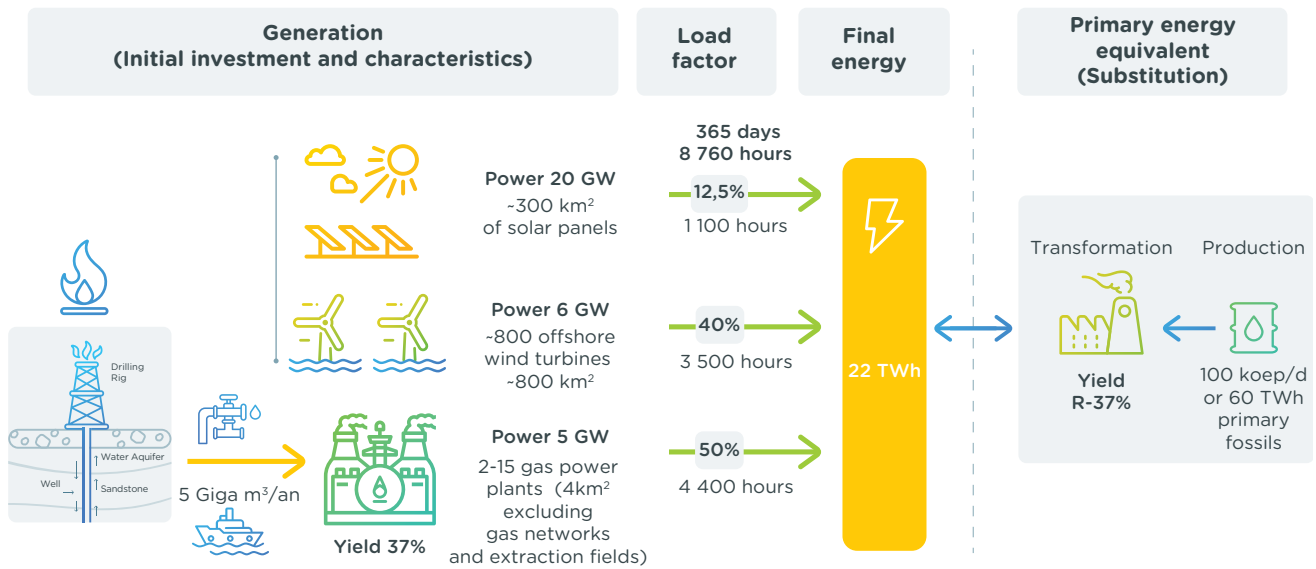 Generation
(Initial investment and characteristics)
Load
factor
Final
energy
Primary energy
equivalent
(Substitution)
365 days
8 760 hours
Power 20 GW
~300 km²
of solar panels
12,5%
1 100 hours
Power 6 GW
~800 offshore
wind turbines
~800 km²
40%
3 500 hours
Drilling
Rig
Water Aquifer
Well
Sandstone
5 Giga m³/an
Yield 37%
Power 5 GW
2-15 gas power
plants (4km²
excluding
gas networks
and extraction fields)
50%
4 400 hours
22 TWh
Transformation
Yield
R-37%
Production
100 koep/d
or 60 TWh
primary
fossils